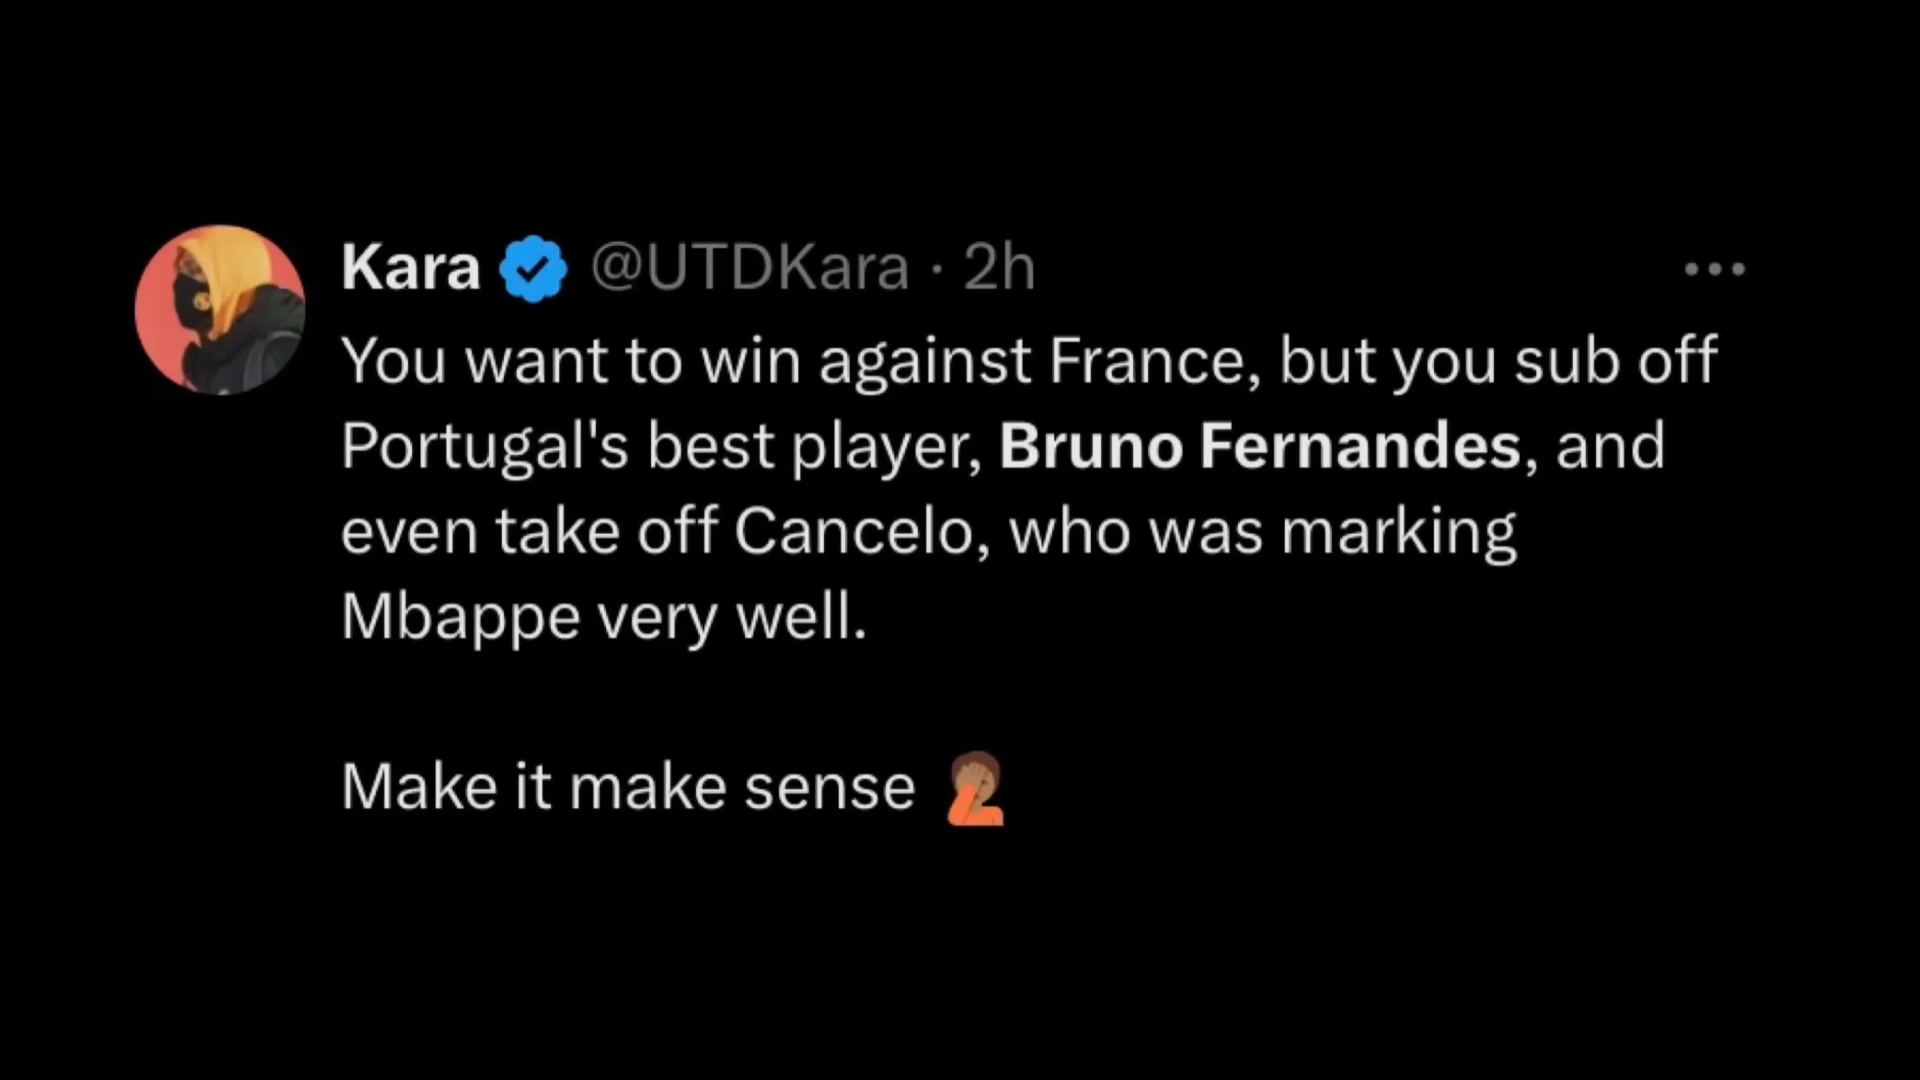 Kara @UTDKara · 2h
You want to win against France, but you sub off
Portugal's best player, Bruno Fernandes, and
even take off Cancelo, who was marking
Mbappe very well.
Make it make sense 🤦🏾